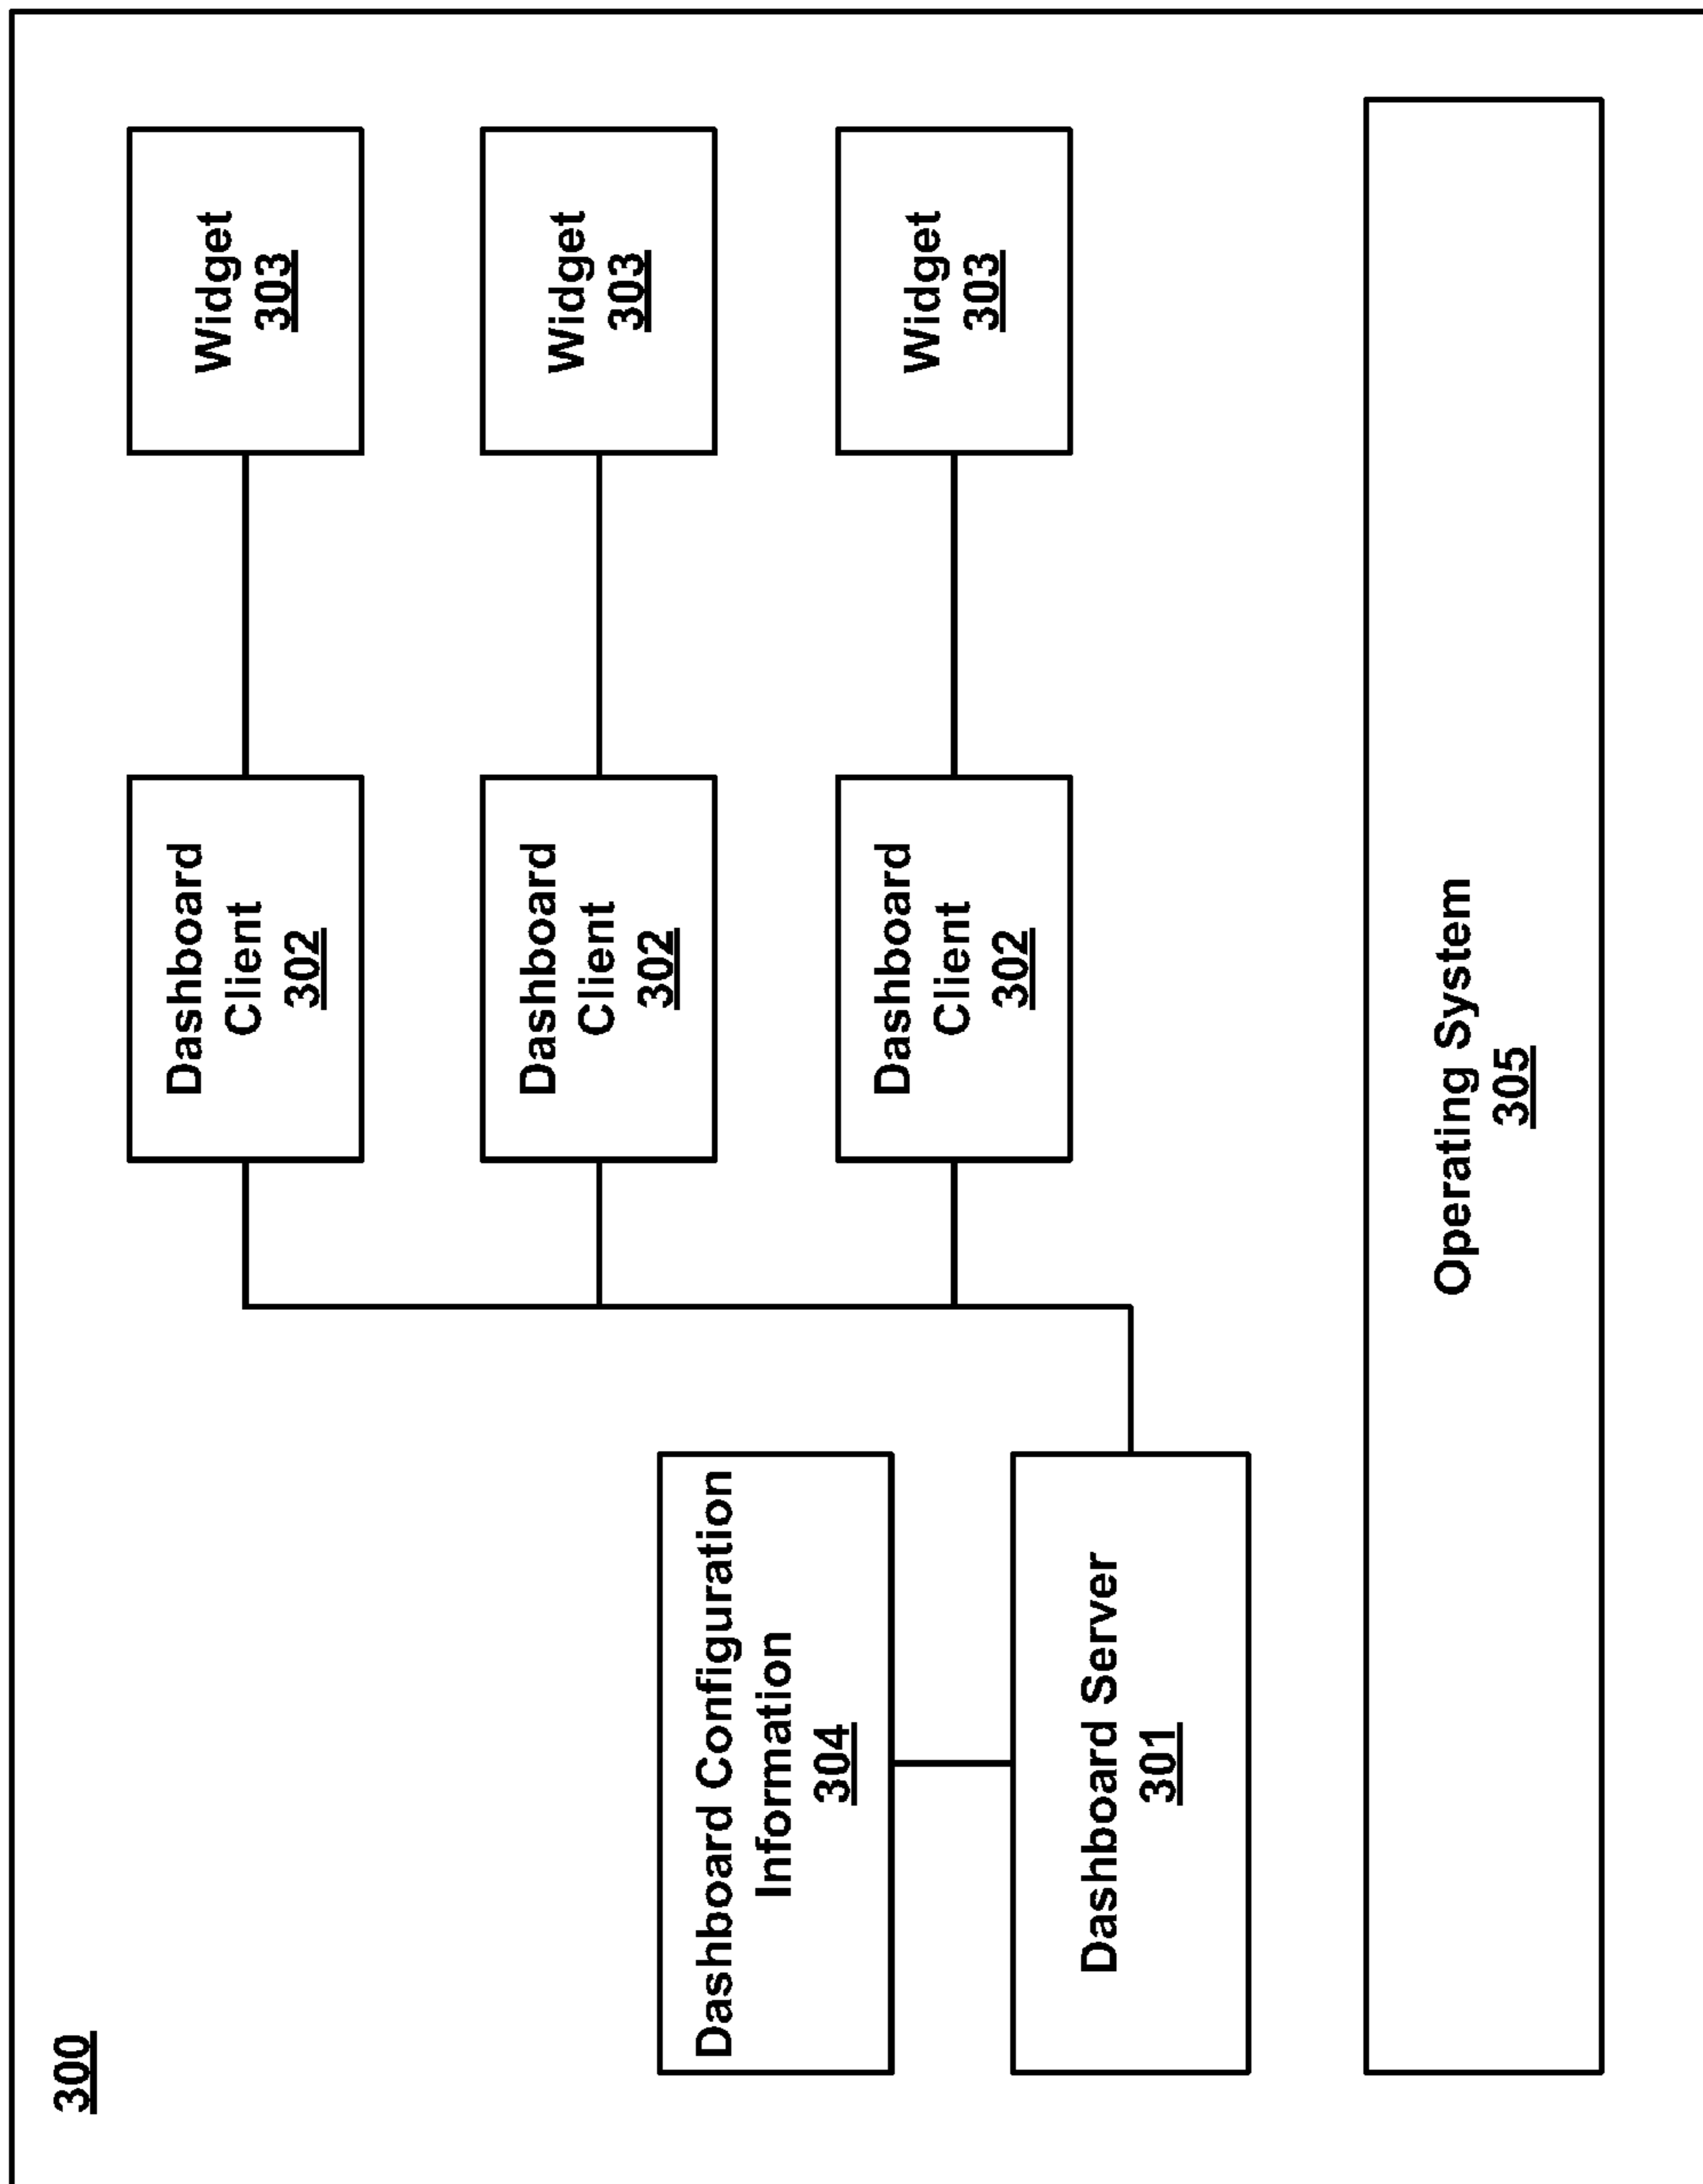 300
Dashboard
Client
302
Widget
303
Dashboard
Client
302
Widget
303
Dashboard Configuration
Information
304
Dashboard
Client
302
Widget
303
Dashboard Server
301
Operating System
305